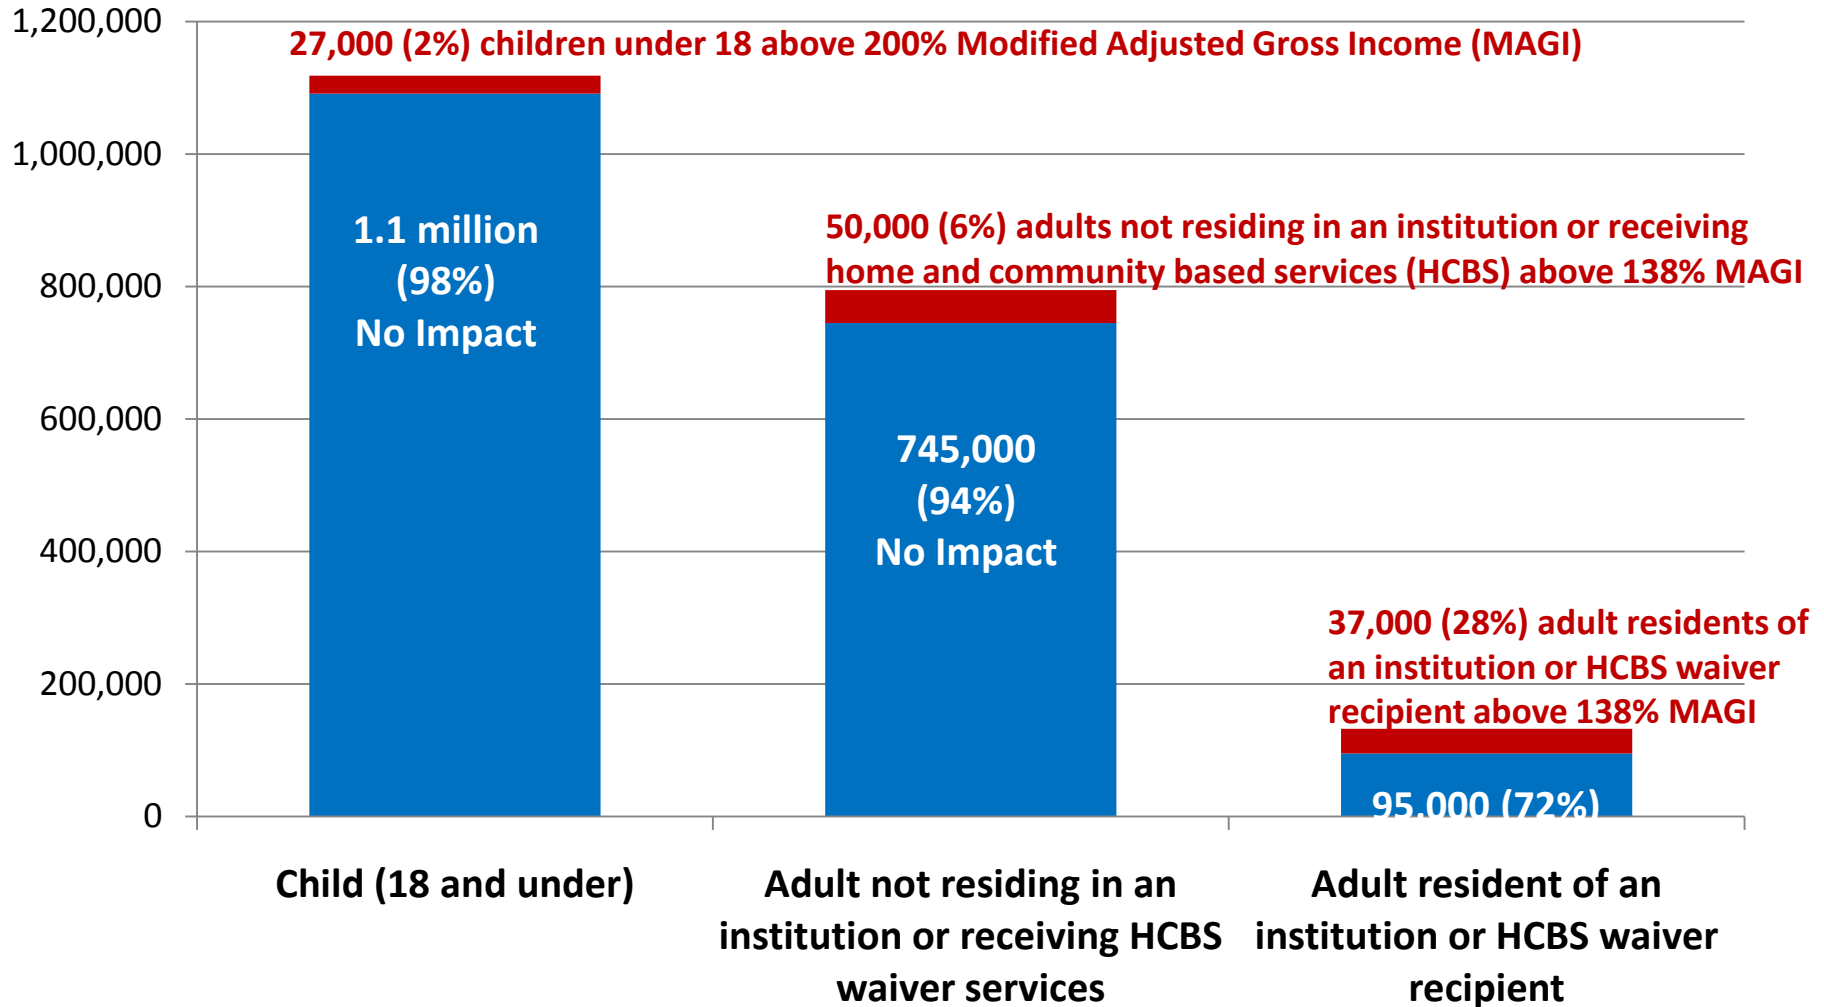 1,200,000
27,000 (2%) children under 18 above 200% Modified Adjusted Gross Income (MAGI)
1,000,000
1.1 million
(98%)
No Impact
50,000 (6%) adults not residing in an institution or receiving
home and community based services (HCBS) above 138% MAGI
800,000
600,000
745,000
(94%)
No Impact
400,000
37,000 (28%) adult residents of
an institution or HCBS waiver
recipient above 138% MAGI
200,000
95,000 (72%)
0
Child (18 and under)
Adult not residing in an
institution or receiving HCBS
waiver services
Adult resident of an
institution or HCBS waiver
recipient